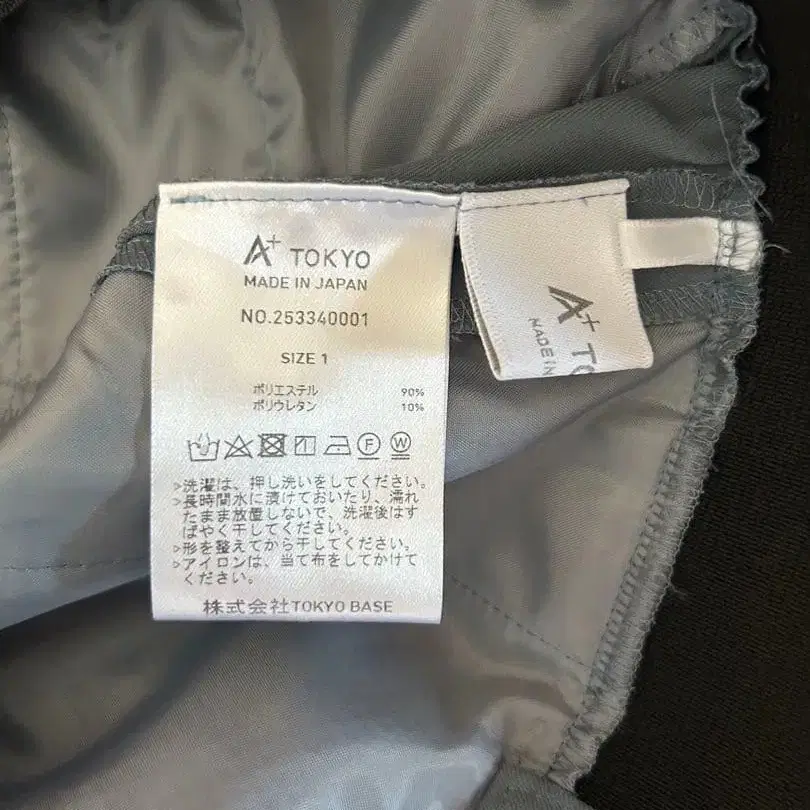 A+ TOKYO
MADE IN JAPAN
NO.253340001
SIZE 1
ポリエステル 90%
ポリウレタン 10%
F W
>洗濯は、押し洗いをしてください。
>長時間水に漬けておいたり、濡れ
たまま放置しないで、洗濯後はす
ばやく干してください。
>形を整えてから干してください。
>アイロンは、当て布をしてかけて
ください。
株式会社TOKYO BASE
A+ TO
MADE IN